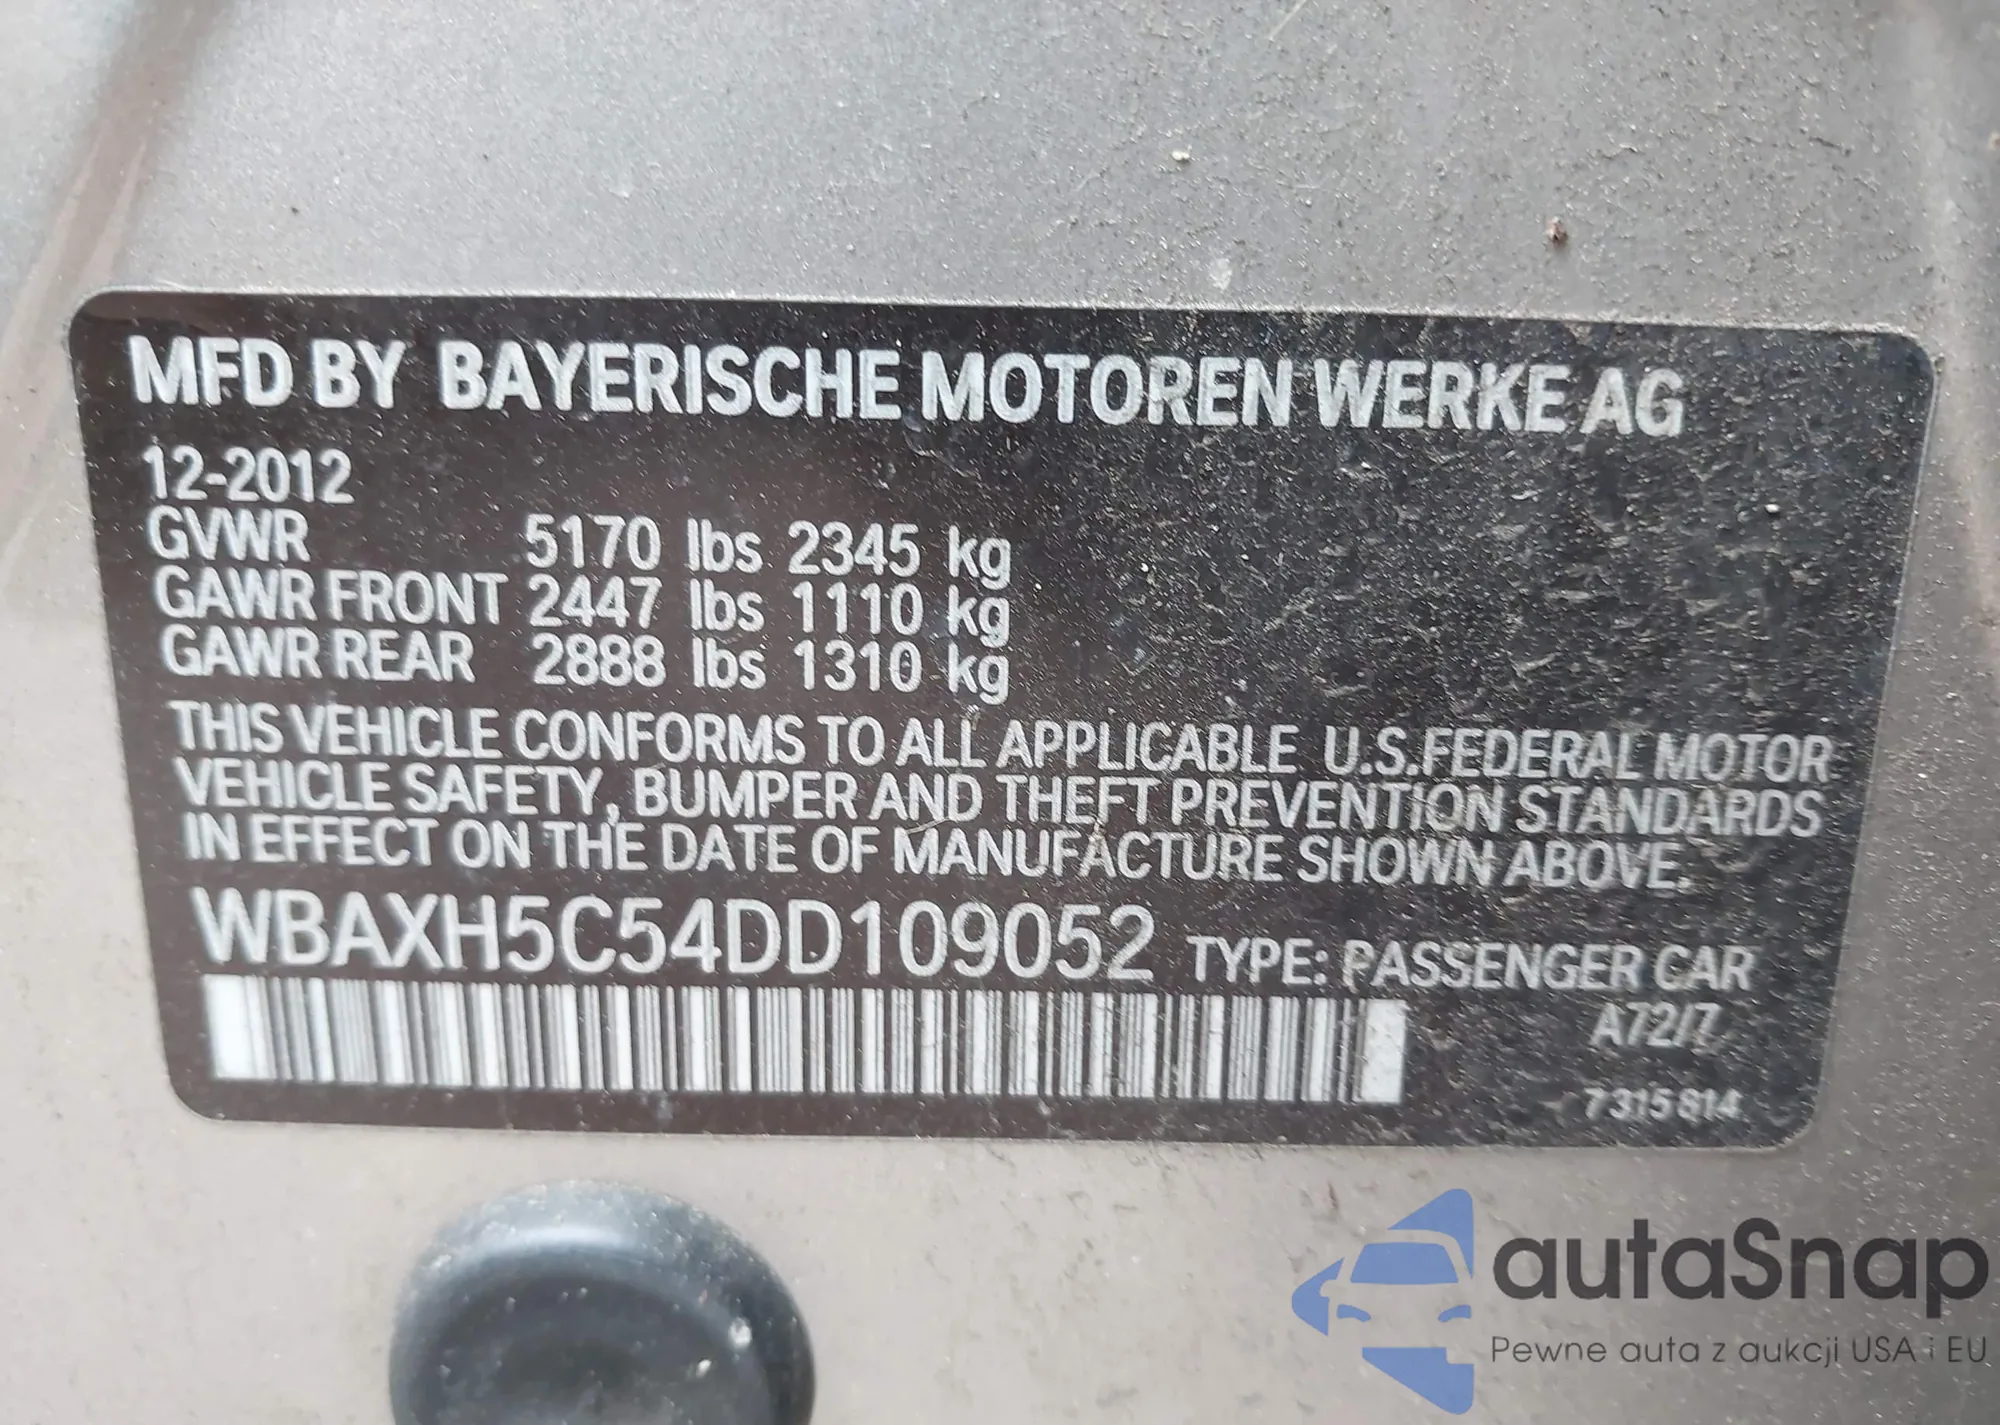 MFD BY BAYERISCHE MOTOREN WERKE AG
12-2012
GVWR 5170 lbs 2345 kg
GAWR FRONT 2447 lbs 1110 kg
GAWR REAR 2888 lbs 1310 kg
THIS VEHICLE CONFORMS TO ALL APPLICABLE U.S.FEDERAL MOTOR
VEHICLE SAFETY, BUMPER AND THEFT PREVENTION STANDARDS
IN EFFECT ON THE DATE OF MANUFACTURE SHOWN ABOVE.
WBAXH5C54DD109052 TYPE: PASSENGER CAR
A72/7
7315814
autaSnap
Pewne auta z aukcji USA i EU